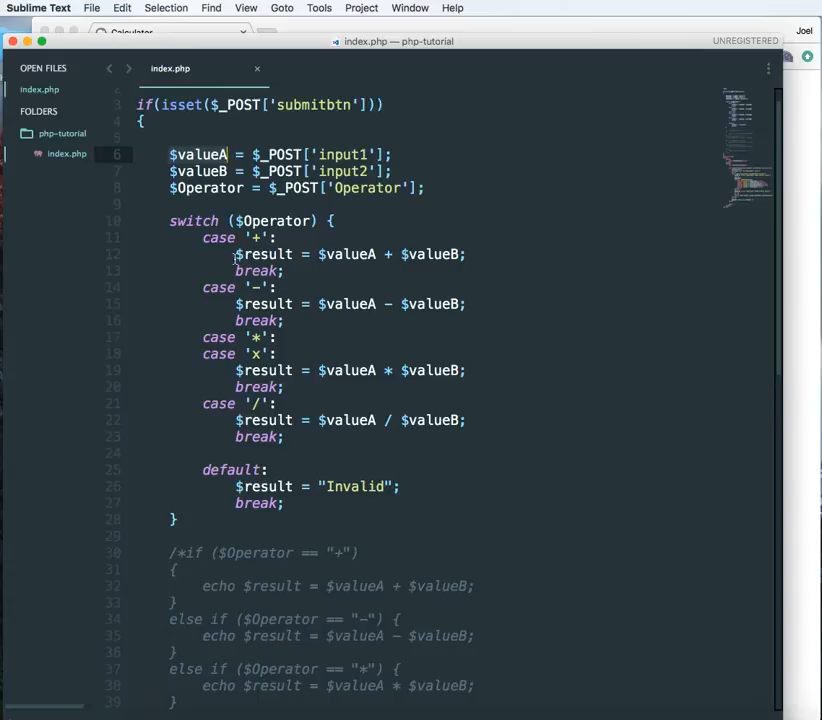 Sublime Text File Edit Selection Find View Goto Tools Project Window Help
Calculator
Joel
index.php — php-tutorial
UNREGISTERED
OPEN FILES
index.php
FOLDERS
php-tutorial
index.php
index.php
2
3 if(isset($_POST['submitbtn']))
4 {
5
6 $valueA = $_POST['input1'];
7 $valueB = $_POST['input2'];
8 $Operator = $_POST['Operator'];
9
10 switch ($Operator) {
11 case '+':
12 $result = $valueA + $valueB;
13 break;
14 case '-':
15 $result = $valueA - $valueB;
16 break;
17 case '*':
18 case 'x':
19 $result = $valueA * $valueB;
20 break;
21 case '/':
22 $result = $valueA / $valueB;
23 break;
24
25 default:
26 $result = "Invalid";
27 break;
28 }
29
30 /*if ($Operator == "+")
31 {
32 echo $result = $valueA + $valueB;
33 }
34 else if ($Operator == "-") {
35 echo $result = $valueA - $valueB;
36 }
37 else if ($Operator == "*") {
38 echo $result = $valueA * $valueB;
39 }